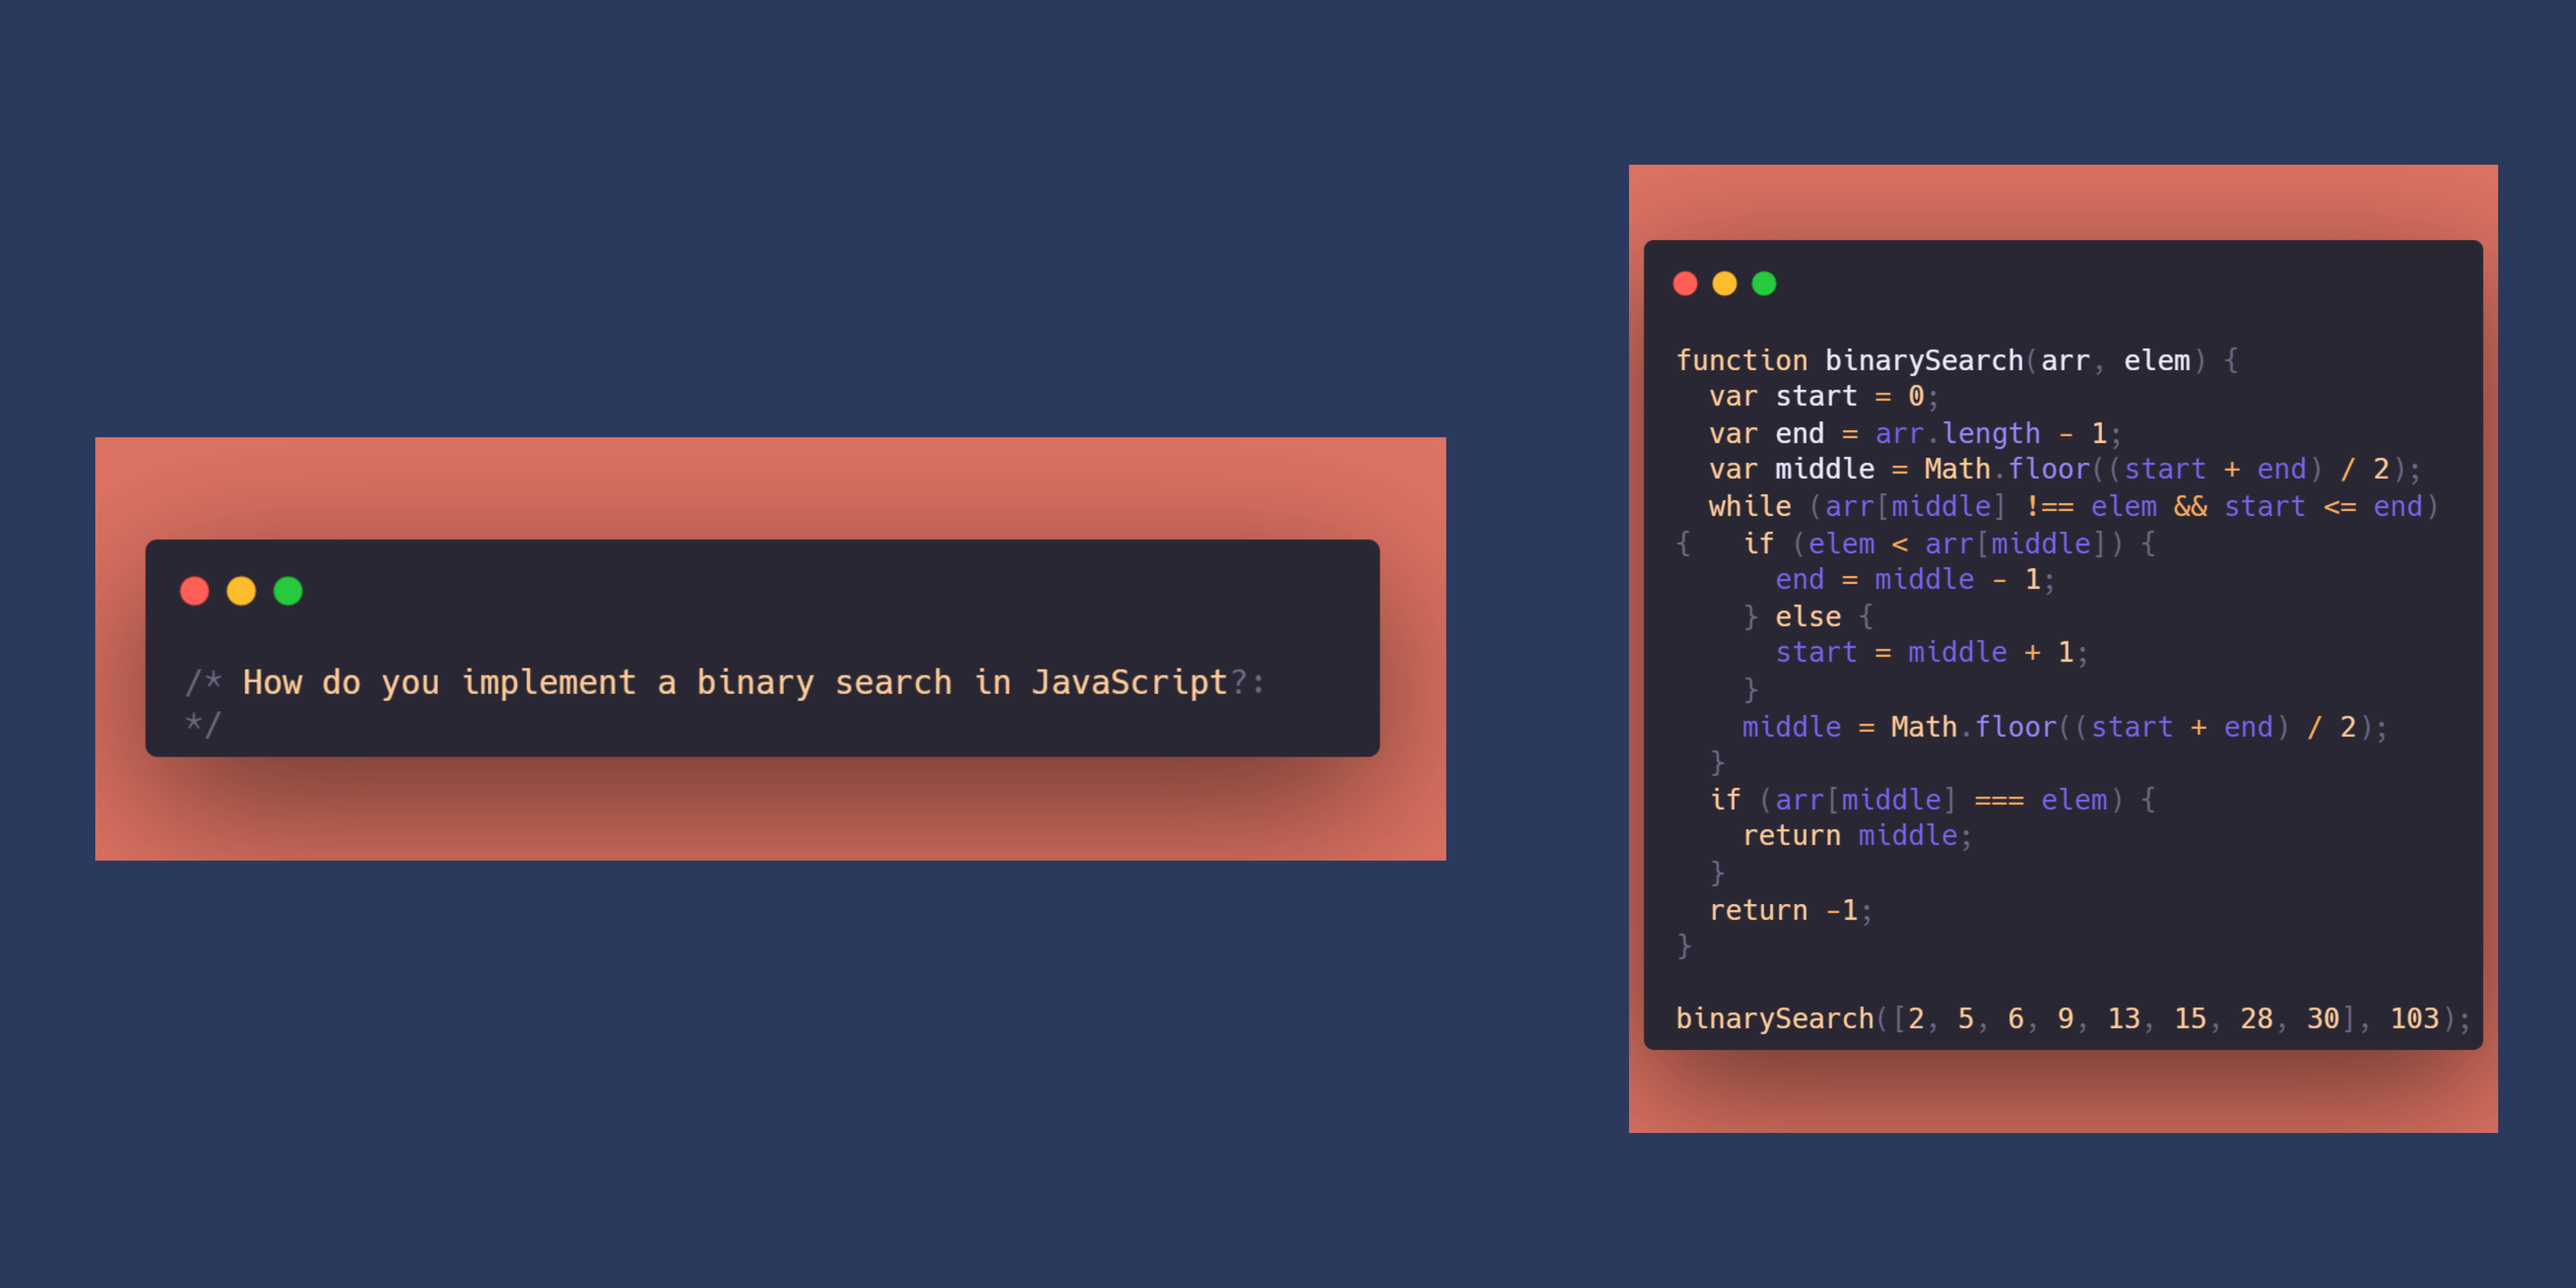 /* How do you implement a binary search in JavaScript?:
*/
function binarySearch(arr, elem) {
  var start = 0;
  var end = arr.length - 1;
  var middle = Math.floor((start + end) / 2);
  while (arr[middle] !== elem && start <= end)
{   if (elem < arr[middle]) {
      end = middle - 1;
    } else {
      start = middle + 1;
    }
    middle = Math.floor((start + end) / 2);
  }
  if (arr[middle] === elem) {
    return middle;
  }
  return -1;
}
binarySearch([2, 5, 6, 9, 13, 15, 28, 30], 103);